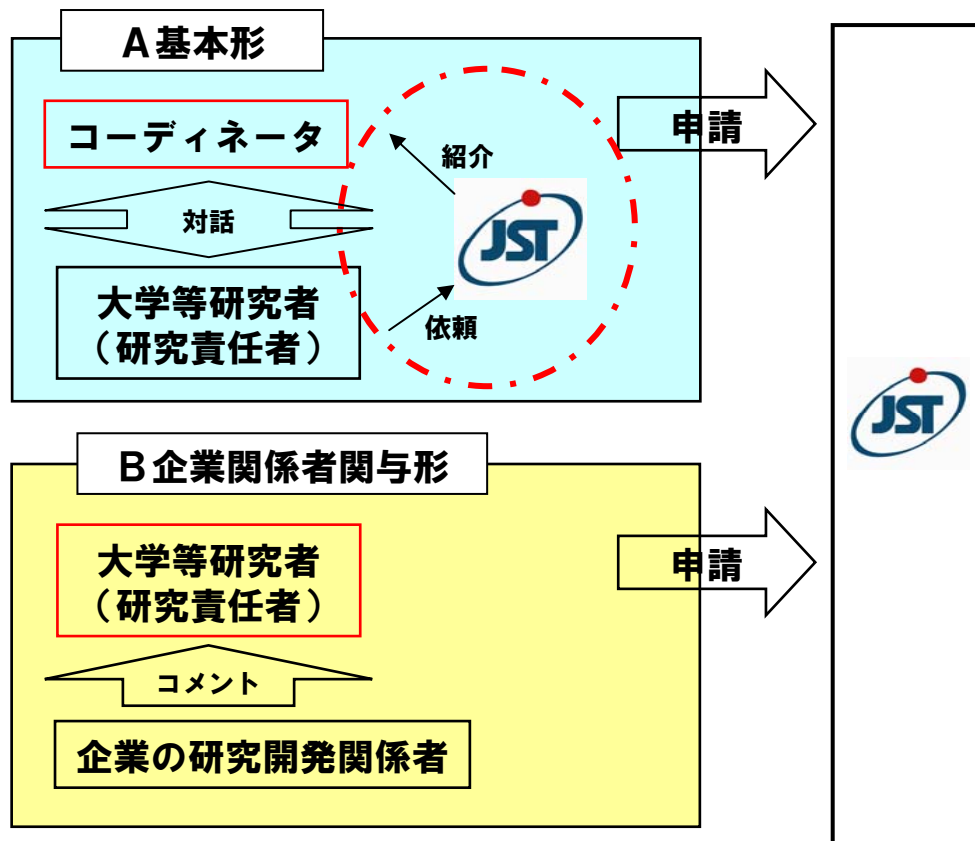 A基本形
コーディネータ
申請
紹介
対話
JST
大学等研究者
（研究責任者）
依頼
JST
B企業関係者関与形
大学等研究者
（研究責任者）
申請
コメント
企業の研究開発関係者